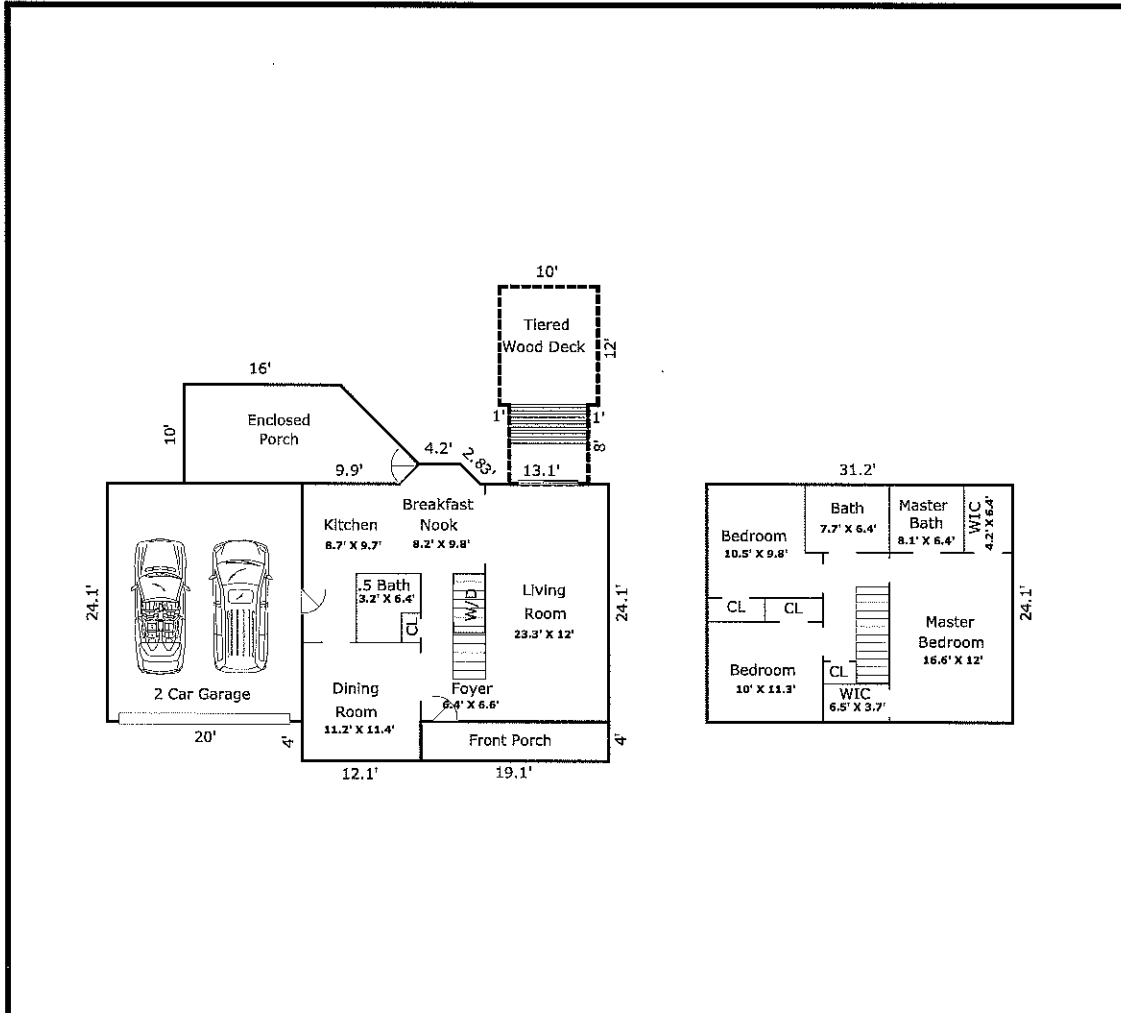 10'
Tiered
Wood Deck
12'
16'
1'
1'
Enclosed
Porch
10'
8'
4.2'
2.83'
9.9'
13.1'
31.2'
Breakfast
Nook
8.2' X 9.8'
Kitchen
8.7' X 9.7'
Bath
7.7' X 6.4'
Master
Bath
8.1' X 6.4'
WIC
4.2' X 6.4'
Bedroom
10.5' X 9.8'
.5 Bath
3.2' X 6.4'
W/D
CL
Living
Room
23.3' X 12'
24.1'
24.1'
24.1'
CL
CL
Master
Bedroom
16.6' X 12'
Bedroom
10' X 11.3'
CL
WIC
6.5' X 3.7'
2 Car Garage
Dining
Room
11.2' X 11.4'
Foyer
6.4' X 6.6'
20'
4'
Front Porch
4'
12.1'
19.1'